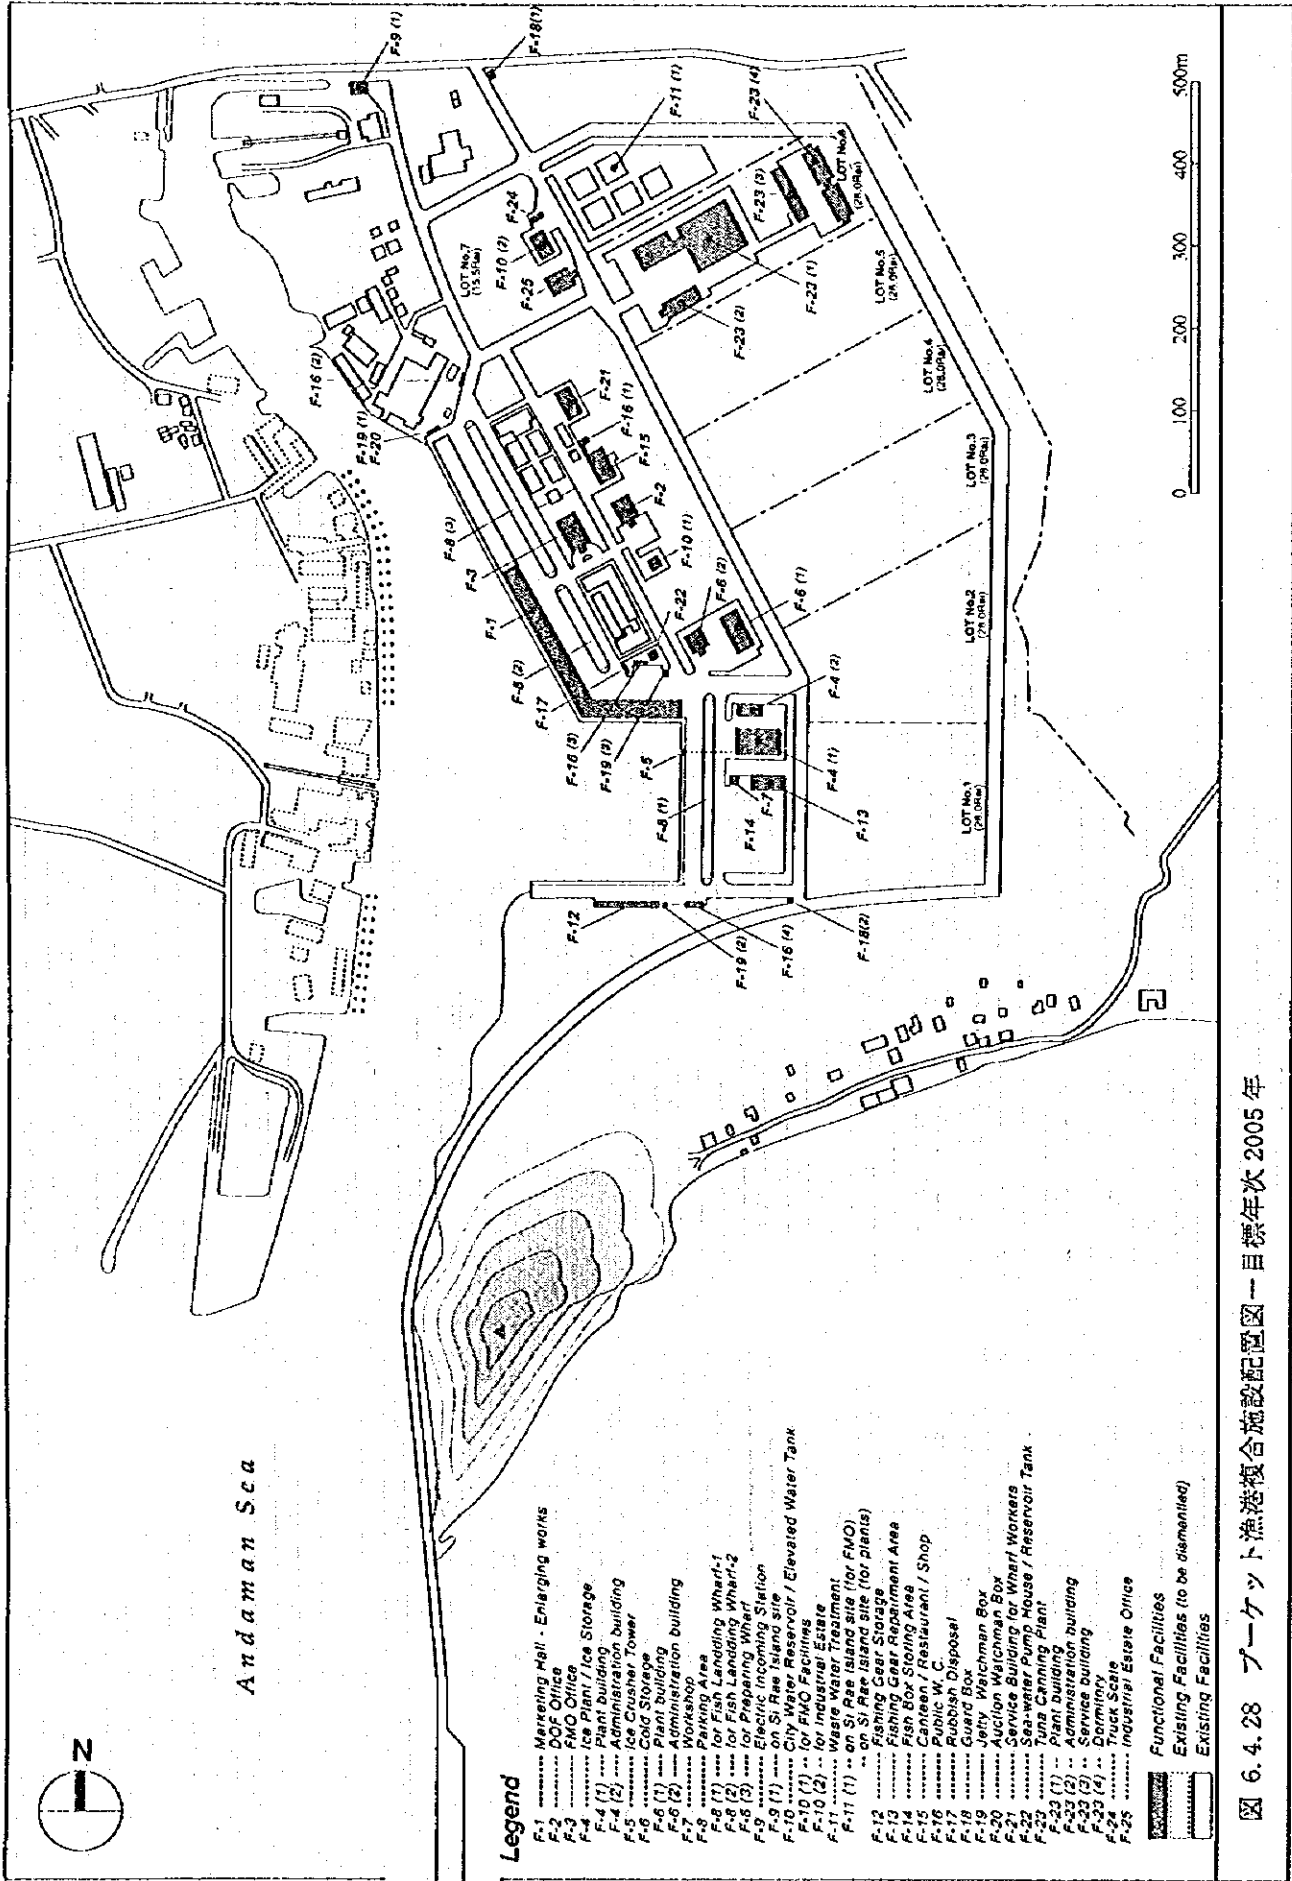 Andaman Sea
N
Legend
F-1 -------- Marketing Hall - Enlarging works
F-2 -------- DOF Office
F-3 -------- FMO Office
F-4 -------- Ice Plant / Ice Storage
F-4 (1) ---- Plant building
F-4 (2) ---- Administration building
F-5 -------- Ice Crusher Tower
F-6 -------- Cold Storage
F-6 (1) ---- Plant building
F-6 (2) ---- Administration building
F-7 -------- Workshop
F-8 -------- Parking Area
F-8 (1) ---- for Fish Landding Wharf-1
F-8 (2) ---- for Fish Landding Wharf-2
F-8 (3) ---- for Preparing Wharf
F-9 -------- Electric Incoming Station
F-9 (1) ---- on Si Rae Island site
F-10 -------- City Water Reservoir / Elevated Water Tank
F-10 (1) -- for FMO Facilities
F-10 (2) -- for Industrial Estate
F-11 -------- Waste Water Treatment
F-11 (1) -- on Si Rae Island site (for FMO)
-- on Si Rae Island site (for plants)
F-12 -------- Fishing Gear Storage
F-13 -------- Fishing Gear Repairment Area
F-14 -------- Fish Box Storing Area
F-15 -------- Canteen / Restaurant / Shop
F-16 -------- Public W. C.
F-17 -------- Rubbish Disposal
F-18 -------- Guard Box
F-19 -------- Jetty Watchman Box
F-20 -------- Auction Watchman Box
F-21 -------- Service Building for Wharf Workers
F-22 -------- Sea-water Pump House / Reservoir Tank
F-23 -------- Tuna Canning Plant
F-23 (1) -- Plant building
F-23 (2) -- Administration building
F-23 (3) -- Service building
F-23 (4) -- Dormitory
F-24 -------- Truck Scale
F-25 -------- Industrial Estate Office
Functional Facilities
Existing Facilities (to be dismantled)
Existing Facilities
F-9 (1)
F-18(1)
F-11 (1)
F-23 (4)
F-24
F-10 (2)
F-25
LOT No.7
(15.5Rai)
F-23 (3)
F-23 (1)
F-23 (2)
F-16 (2)
F-19 (1)
F-20
F-21
F-16 (1)
F-15
F-2
F-10 (1)
F-8 (3)
F-3
F-1
F-8 (2)
F-17
F-22
F-6 (2)
F-6 (1)
F-16 (3)
F-19 (3)
F-5
F-4 (2)
F-4 (1)
F-8 (1)
F-7
F-14
F-13
F-12
F-19 (2)
F-16 (4)
F-18(2)
LOT No.6
(28.0Rai)
LOT No.5
(28.0Rai)
LOT No.4
(28.0Rai)
LOT No.3
(28.0Rai)
LOT No.2
(28.0Rai)
LOT No.1
(28.0Rai)
0 100 200 300 400 500m
図 6.4.28 プーケット漁港複合施設配置図－目標年次 2005 年